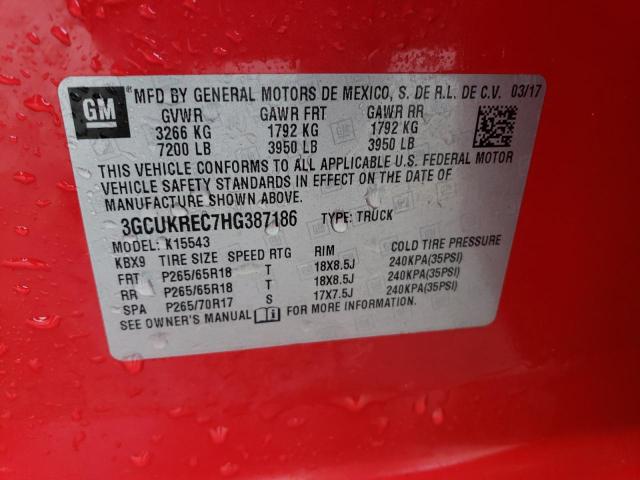 GM ® MFD BY GENERAL MOTORS DE MEXICO, S. DE R.L. DE C.V. 03/17
GVWR GAWR FRT GAWR RR
3266 KG 1792 KG 1792 KG
7200 LB 3950 LB 3950 LB
THIS VEHICLE CONFORMS TO ALL APPLICABLE U.S. FEDERAL MOTOR
VEHICLE SAFETY STANDARDS IN EFFECT ON THE DATE OF
MANUFACTURE SHOWN ABOVE.
3GCUKREC7HG387186 TYPE: TRUCK
MODEL: K15543
KBX9 TIRE SIZE SPEED RTG RIM COLD TIRE PRESSURE
FRT P265/65R18 T 18X8.5J 240KPA(35PSI)
RR P265/65R18 T 18X8.5J 240KPA(35PSI)
SPA P265/70R17 S 17X7.5J 240KPA(35PSI)
SEE OWNER'S MANUAL FOR MORE INFORMATION.